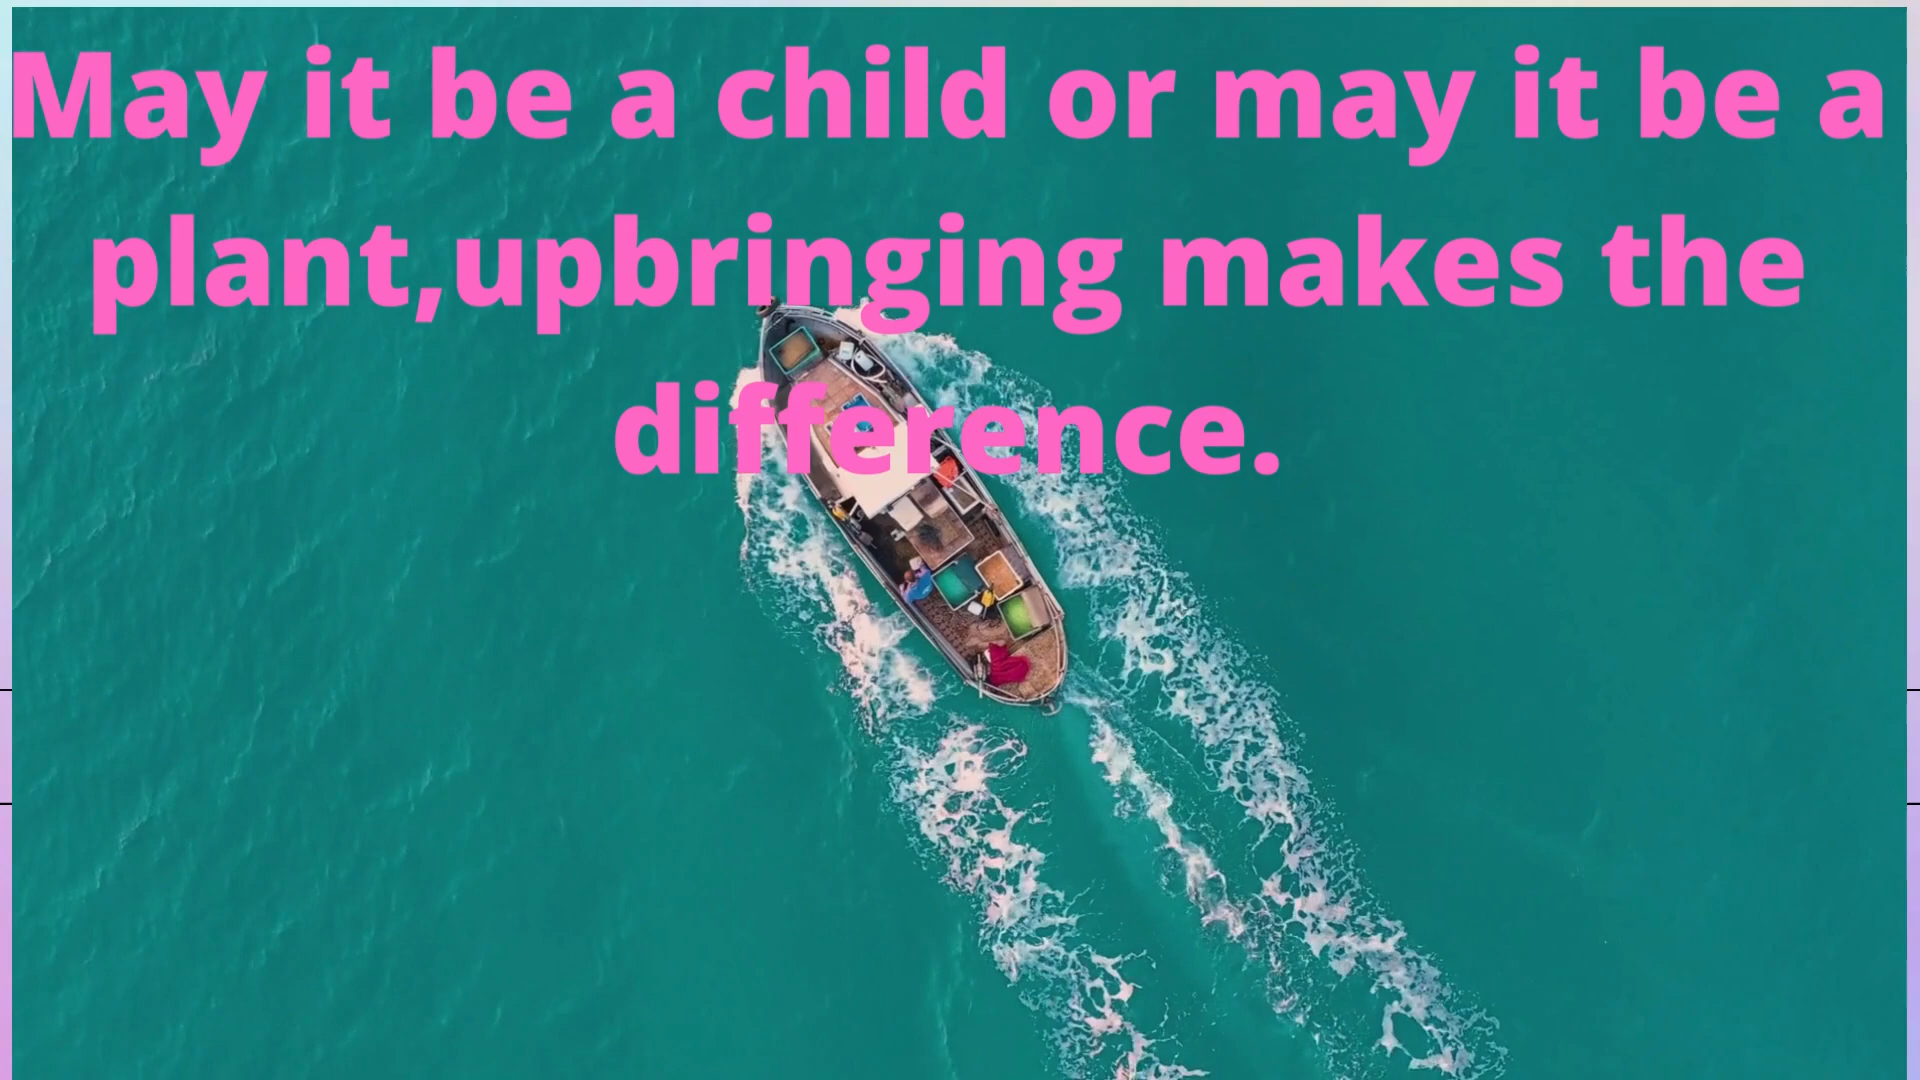 May it be a child or may it be a
plant,upbringing makes the
difference.